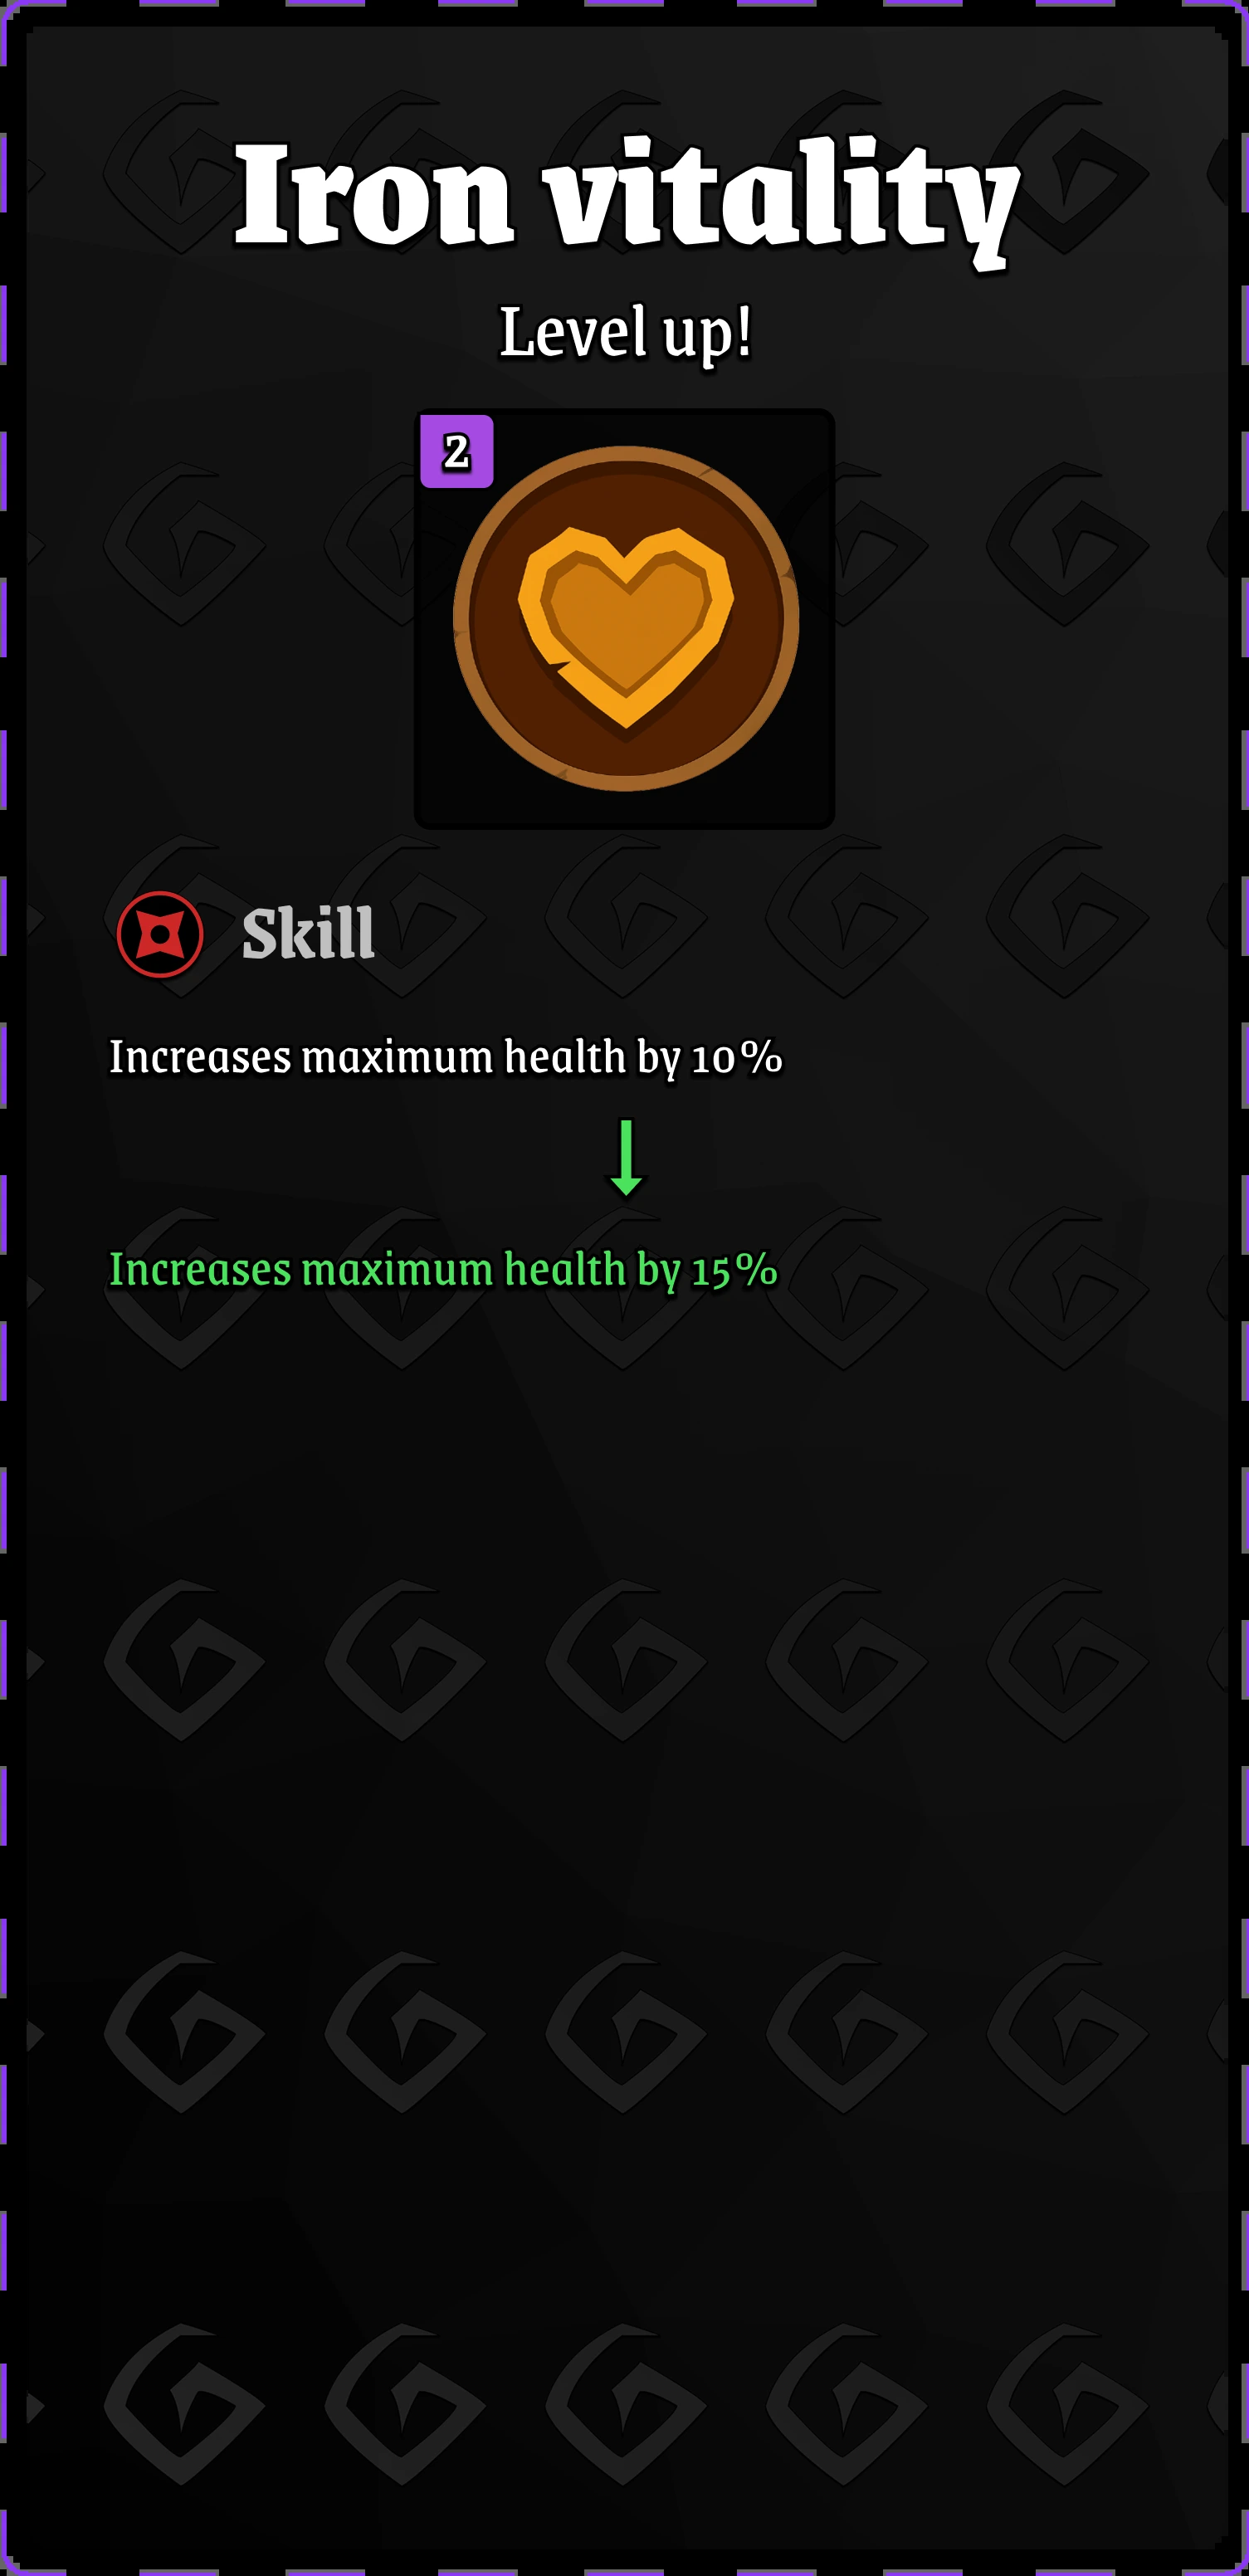 Iron vitality
Level up!
2
Skill
Increases maximum health by 10%
Increases maximum health by 15%